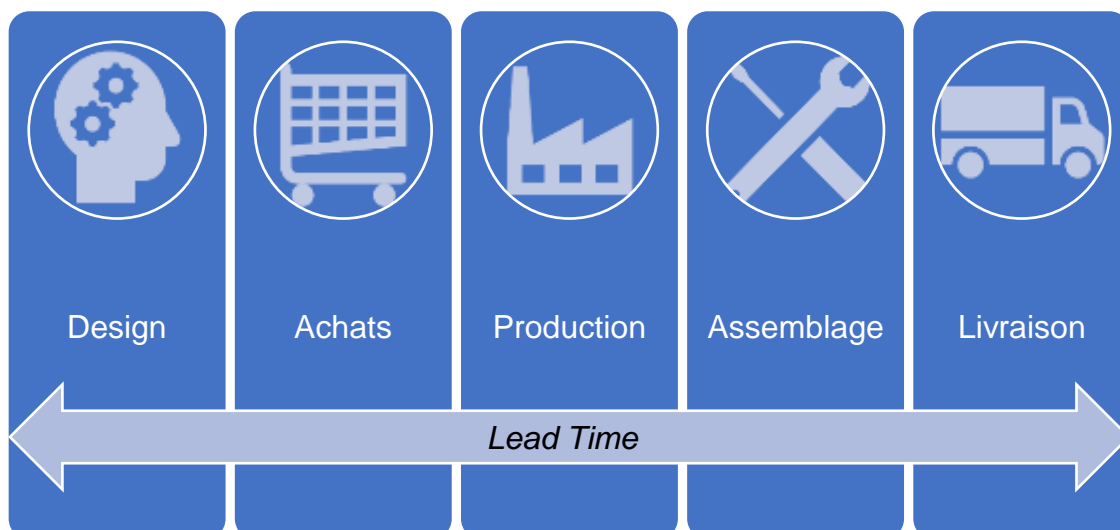 Design
Achats
Production
Assemblage
Livraison
Lead Time